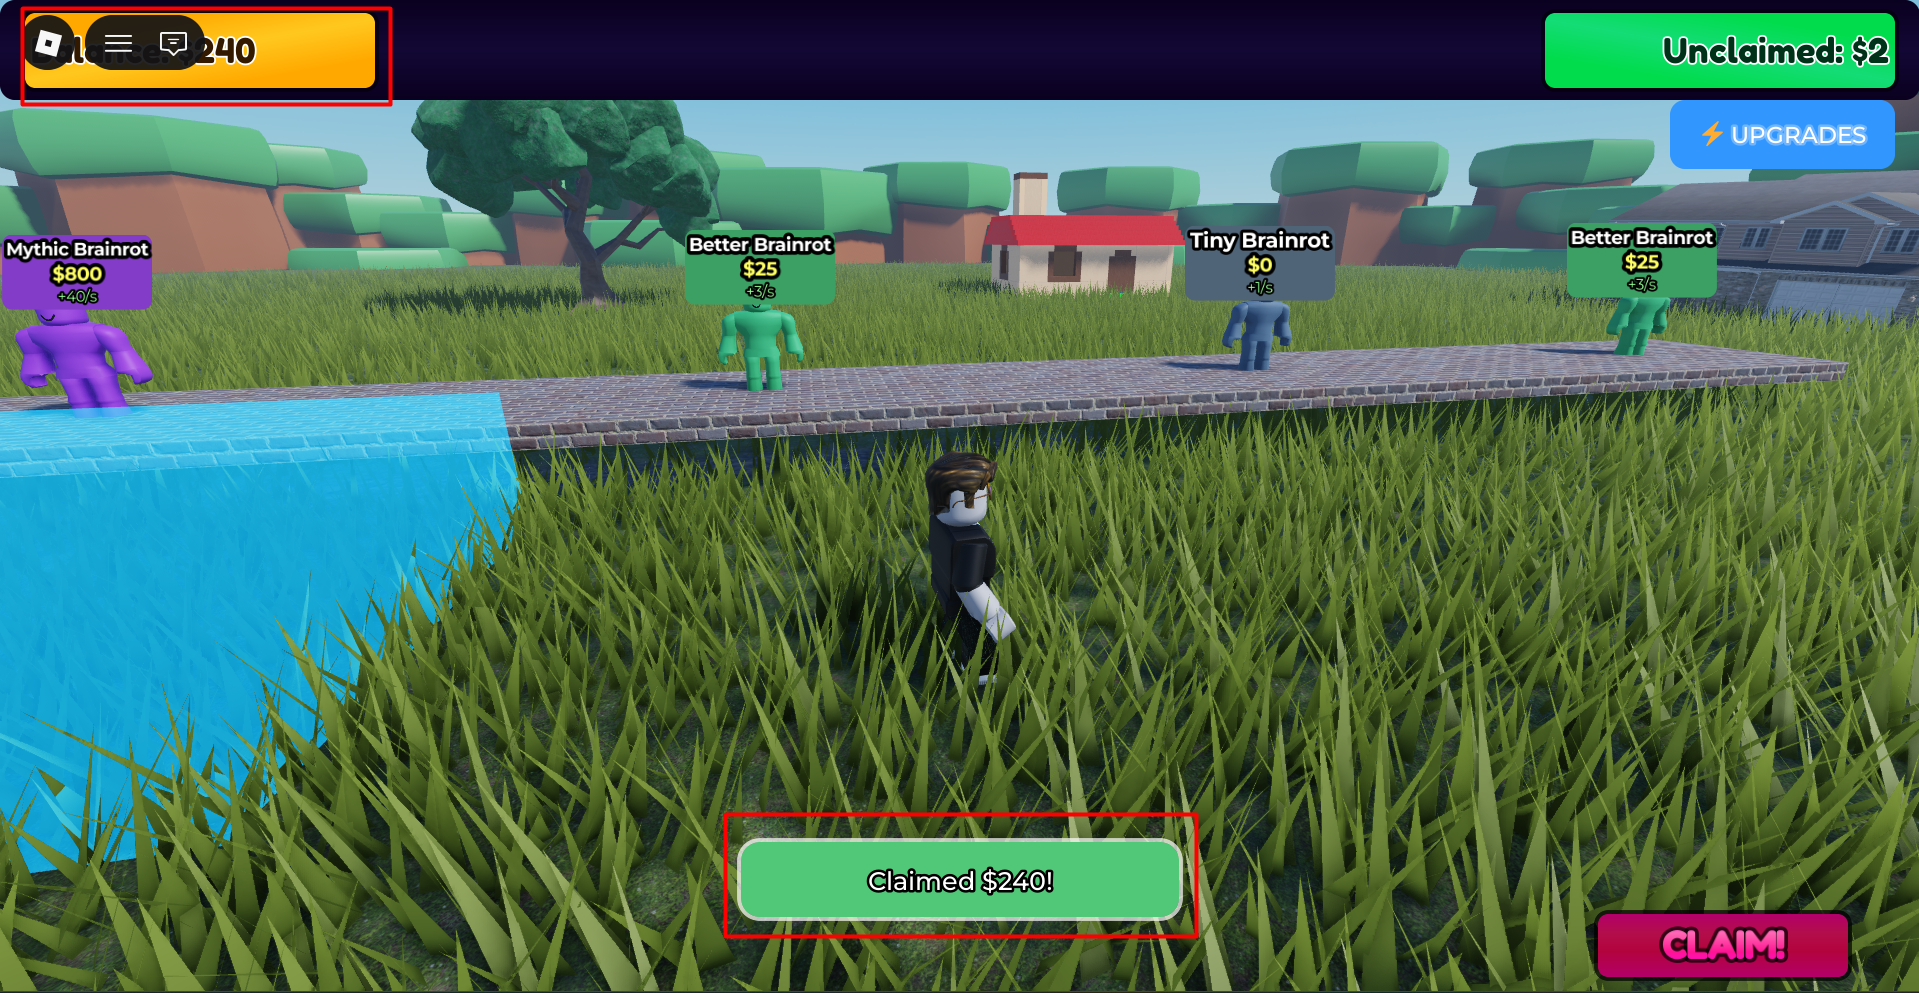 Balance: $240
Unclaimed: $2
⚡ UPGRADES
Mythic Brainrot
$800
+40/s
Better Brainrot
$25
+3/s
Tiny Brainrot
$0
+1/s
Better Brainrot
$25
+3/s
Claimed $240!
CLAIM!